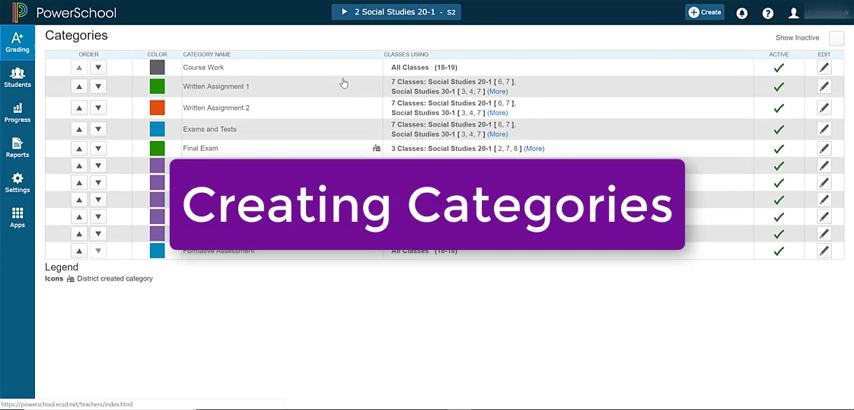 PowerSchool
2 Social Studies 20-1 - S2
Create
Categories
Show Inactive
ORDER COLOR CATEGORY NAME CLASSES USING ACTIVE EDIT
A+
Grading
Students
Progress
Reports
Settings
Apps
Course Work
All Classes (18-19)
Written Assignment 1
7 Classes: Social Studies 20-1 [ 6, 7 ],
Social Studies 30-1 [ 3, 4, 7 ] (More)
Written Assignment 2
7 Classes: Social Studies 20-1 [ 6, 7 ],
Social Studies 30-1 [ 3, 4, 7 ] (More)
Exams and Tests
7 Classes: Social Studies 20-1 [ 6, 7 ],
Social Studies 30-1 [ 3, 4, 7 ] (More)
Final Exam
3 Classes: Social Studies 20-1 [ 2, 7, 8 ] (More)
Creating Categories
Formative Assessment
All Classes (18-19)
Legend
Icons District created category
https://powerschool.ecsd.net/teachers/index.html